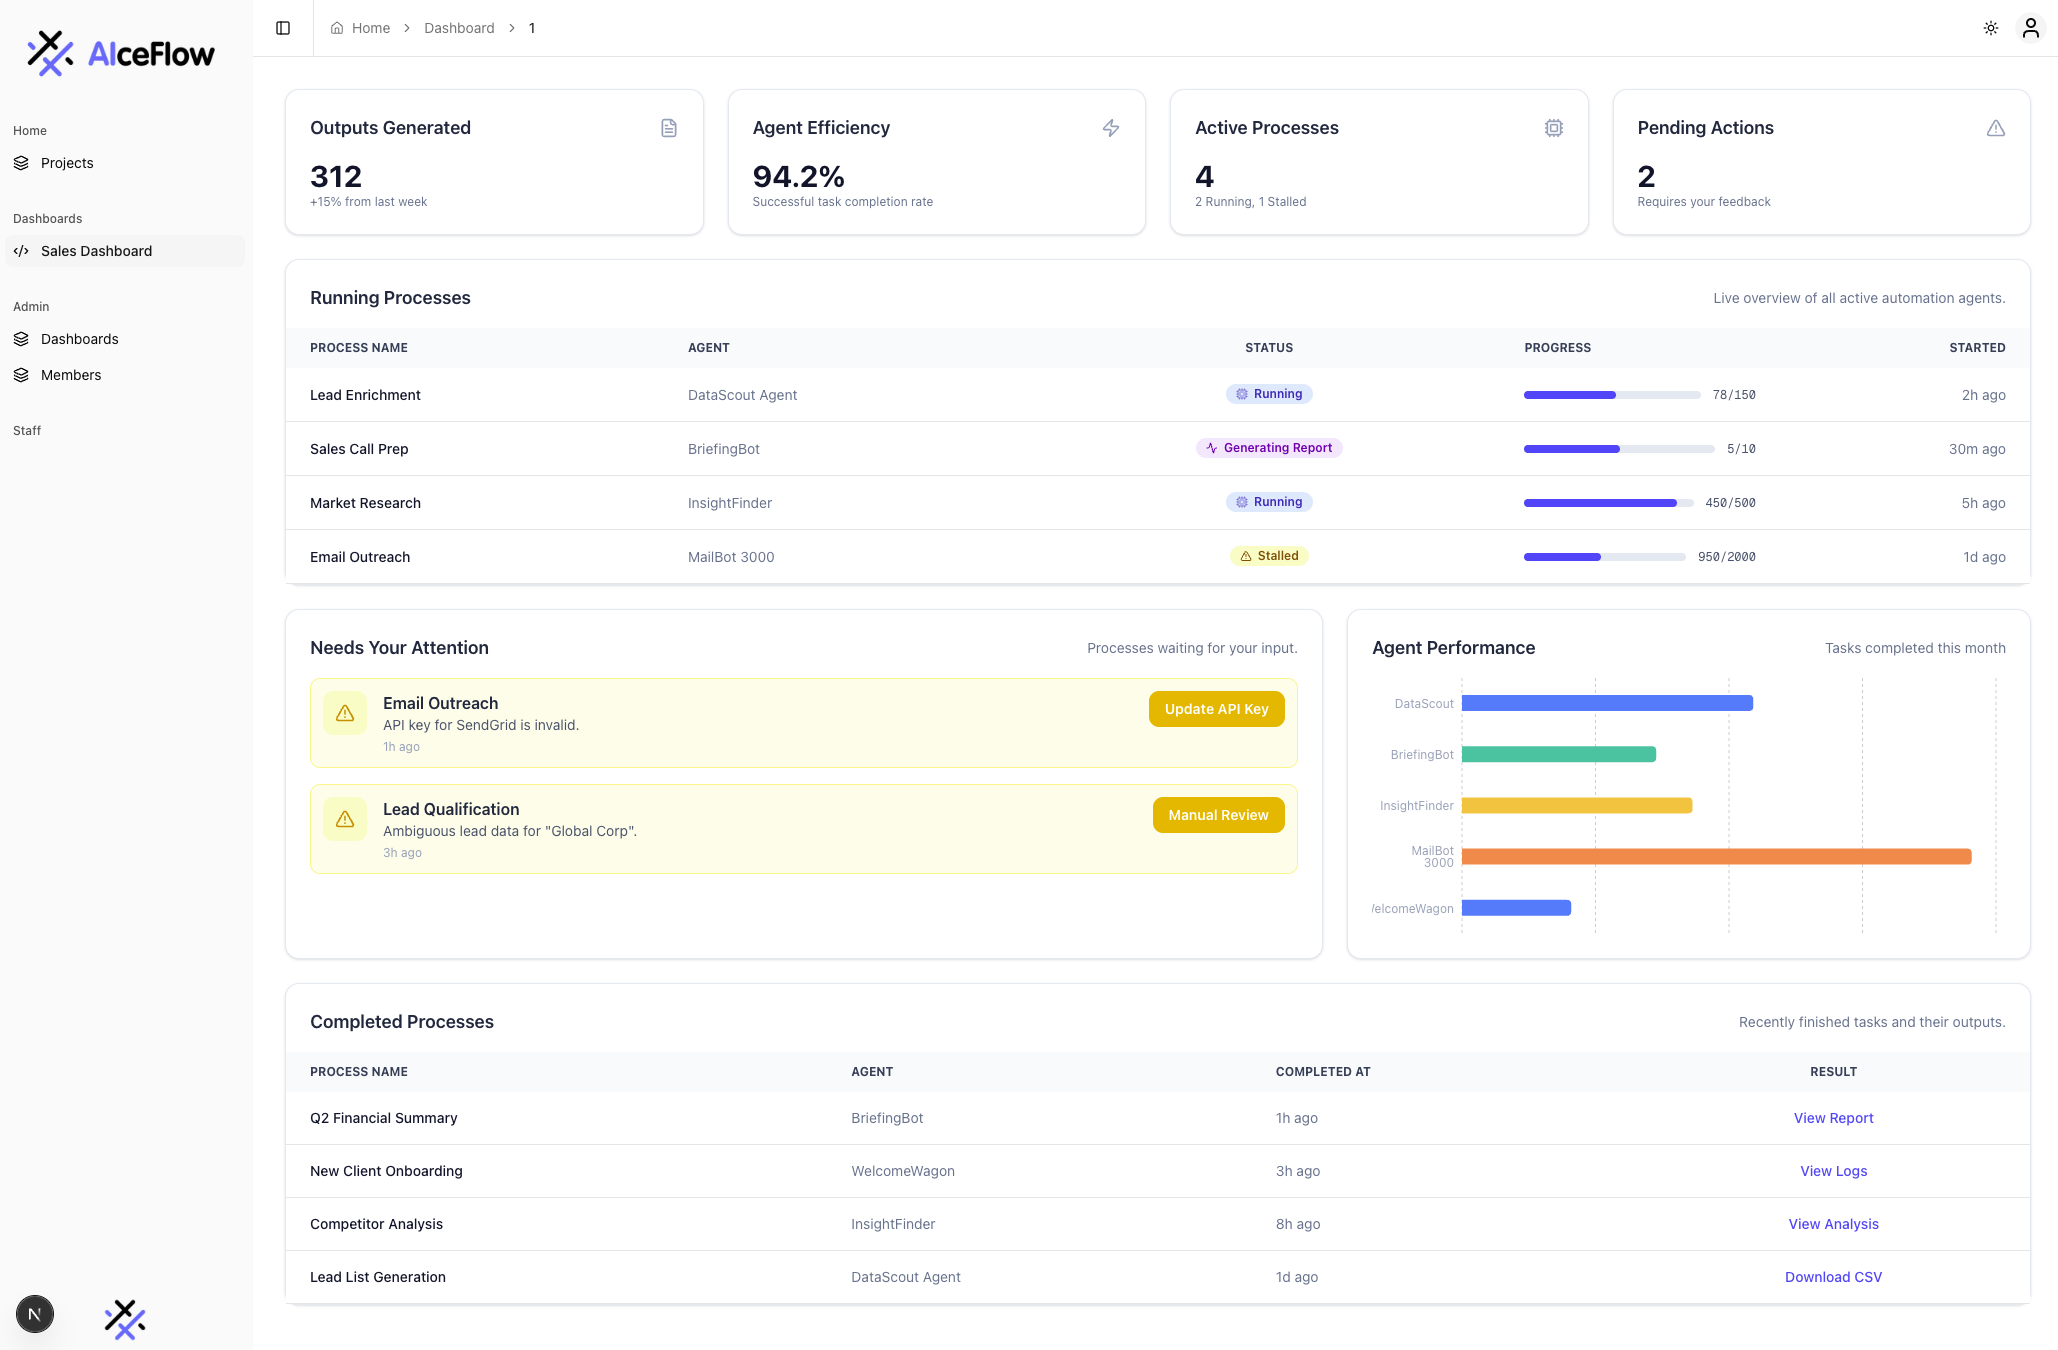 AIceFlow
Home
Projects
Dashboards
Sales Dashboard
Admin
Dashboards
Members
Staff
N
Home > Dashboard > 1
Outputs Generated
312
+15% from last week
Agent Efficiency
94.2%
Successful task completion rate
Active Processes
4
2 Running, 1 Stalled
Pending Actions
2
Requires your feedback
Running Processes
Live overview of all active automation agents.
PROCESS NAME AGENT STATUS PROGRESS STARTED
Lead Enrichment DataScout Agent Running 78/150 2h ago
Sales Call Prep BriefingBot Generating Report 5/10 30m ago
Market Research InsightFinder Running 450/500 5h ago
Email Outreach MailBot 3000 Stalled 950/2000 1d ago
Needs Your Attention
Processes waiting for your input.
Email Outreach
API key for SendGrid is invalid.
1h ago
Update API Key
Lead Qualification
Ambiguous lead data for "Global Corp".
3h ago
Manual Review
Agent Performance
Tasks completed this month
DataScout
BriefingBot
InsightFinder
MailBot
3000
elcomeWagon
Completed Processes
Recently finished tasks and their outputs.
PROCESS NAME AGENT COMPLETED AT RESULT
Q2 Financial Summary BriefingBot 1h ago View Report
New Client Onboarding WelcomeWagon 3h ago View Logs
Competitor Analysis InsightFinder 8h ago View Analysis
Lead List Generation DataScout Agent 1d ago Download CSV